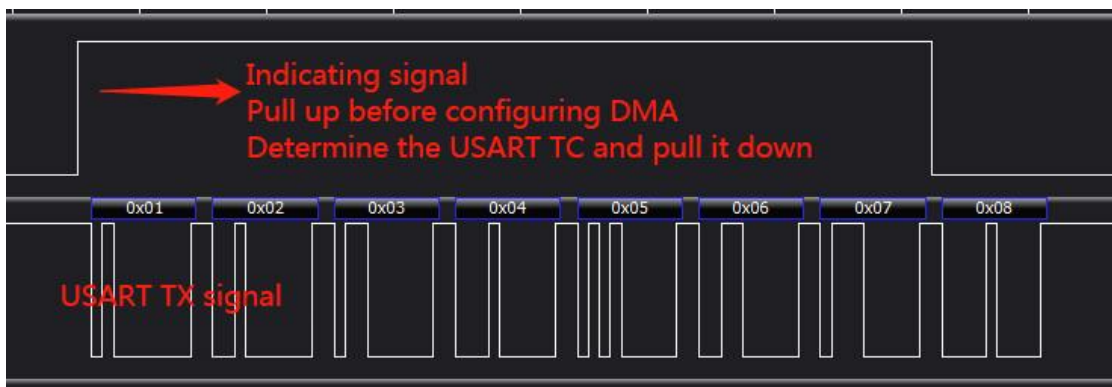 Indicating signal
Pull up before configuring DMA
Determine the USART TC and pull it down
0x01 0x02 0x03 0x04 0x05 0x06 0x07 0x08
USART TX signal